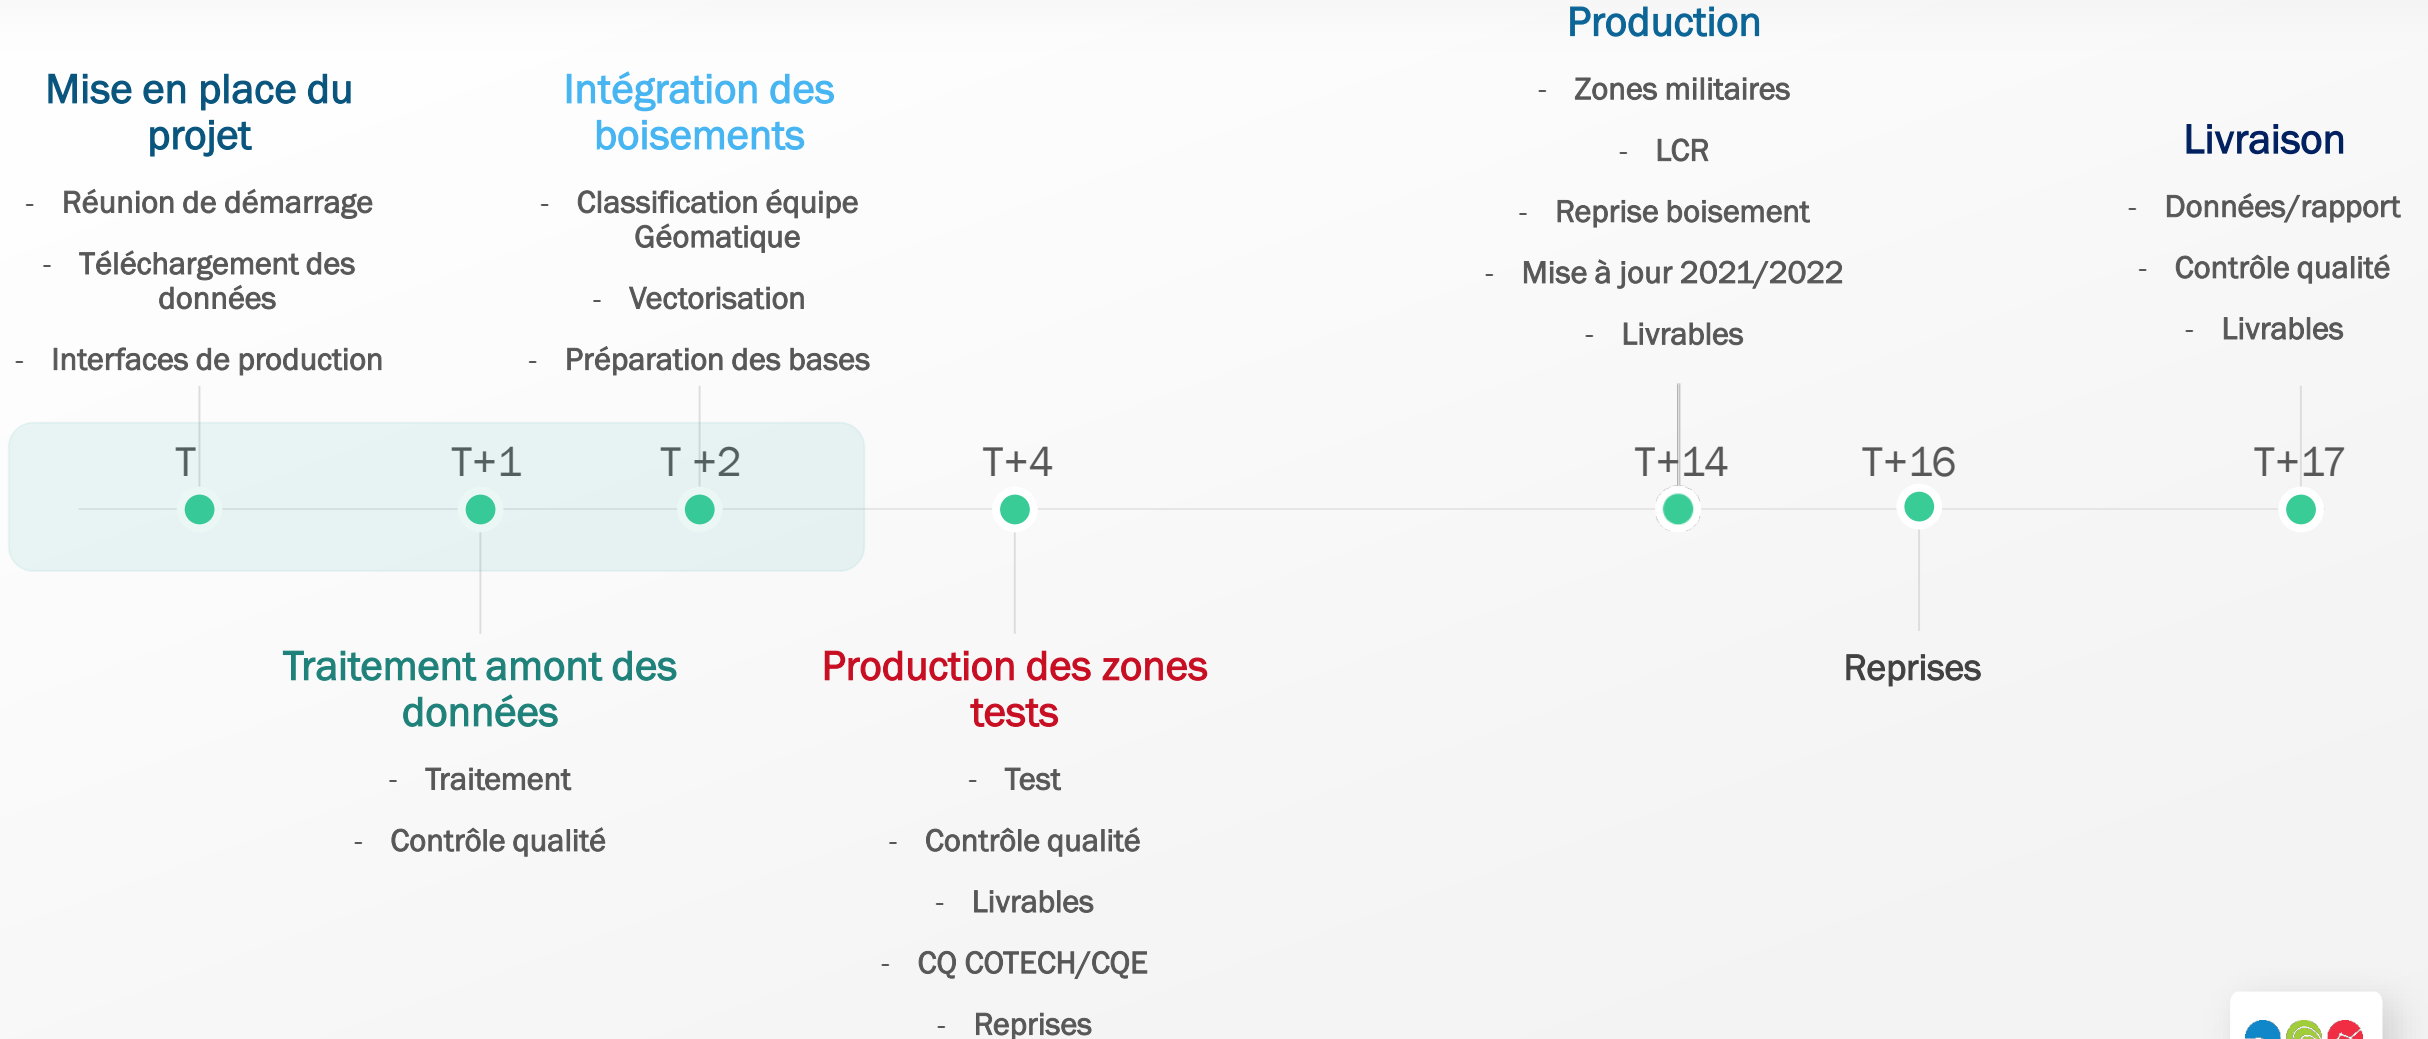 Production
- Zones militaires
- LCR
- Reprise boisement
- Mise à jour 2021/2022
- Livrables
Mise en place du
projet
- Réunion de démarrage
- Téléchargement des
données
- Interfaces de production
Intégration des
boisements
- Classification équipe
Géomatique
- Vectorisation
- Préparation des bases
Livraison
- Données/rapport
- Contrôle qualité
- Livrables
T
T+1
T +2
T+4
T+14
T+16
T+17
Traitement amont des
données
- Traitement
- Contrôle qualité
Production des zones
tests
- Test
- Contrôle qualité
- Livrables
- CQ COTECH/CQE
- Reprises
Reprises